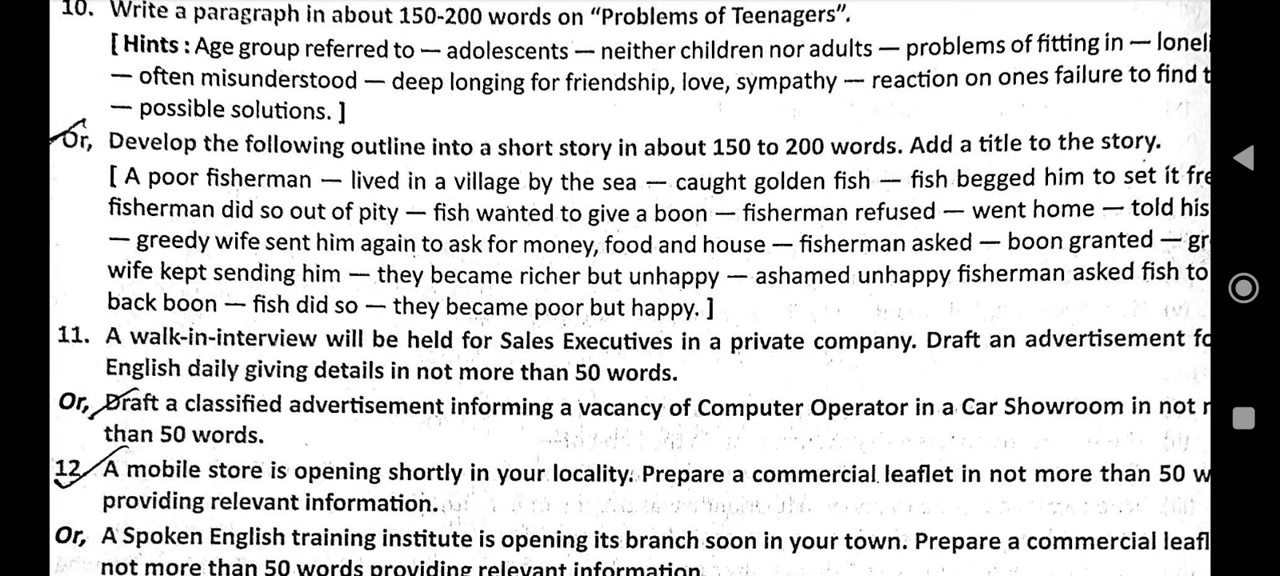 10. Write a paragraph in about 150-200 words on “Problems of Teenagers”.
[ Hints : Age group referred to — adolescents — neither children nor adults — problems of fitting in —
— often misunderstood — deep longing for friendship, love, sympathy — reaction on ones failure to find
— possible solutions. ]
Or, Develop the following outline into a short story in about 150 to 200 words. Add a title to the story.
[ A poor fisherman — lived in a village by the sea — caught golden fish — fish begged him to set it
fisherman did so out of pity — fish wanted to give a boon — fisherman refused — went home — told his
— greedy wife sent him again to ask for money, food and house — fisherman asked — boon granted —
wife kept sending him — they became richer but unhappy — ashamed unhappy fisherman asked fish to
back boon — fish did so — they became poor but happy. ]
11. A walk-in-interview will be held for Sales Executives in a private company. Draft an advertisement
English daily giving details in not more than 50 words.
Or, Draft a classified advertisement informing a vacancy of Computer Operator in a Car Showroom in not
than 50 words.
12. A mobile store is opening shortly in your locality. Prepare a commercial leaflet in not more than 50
providing relevant information.
Or, A Spoken English training institute is opening its branch soon in your town. Prepare a commercial
not more than 50 words providing relevant information